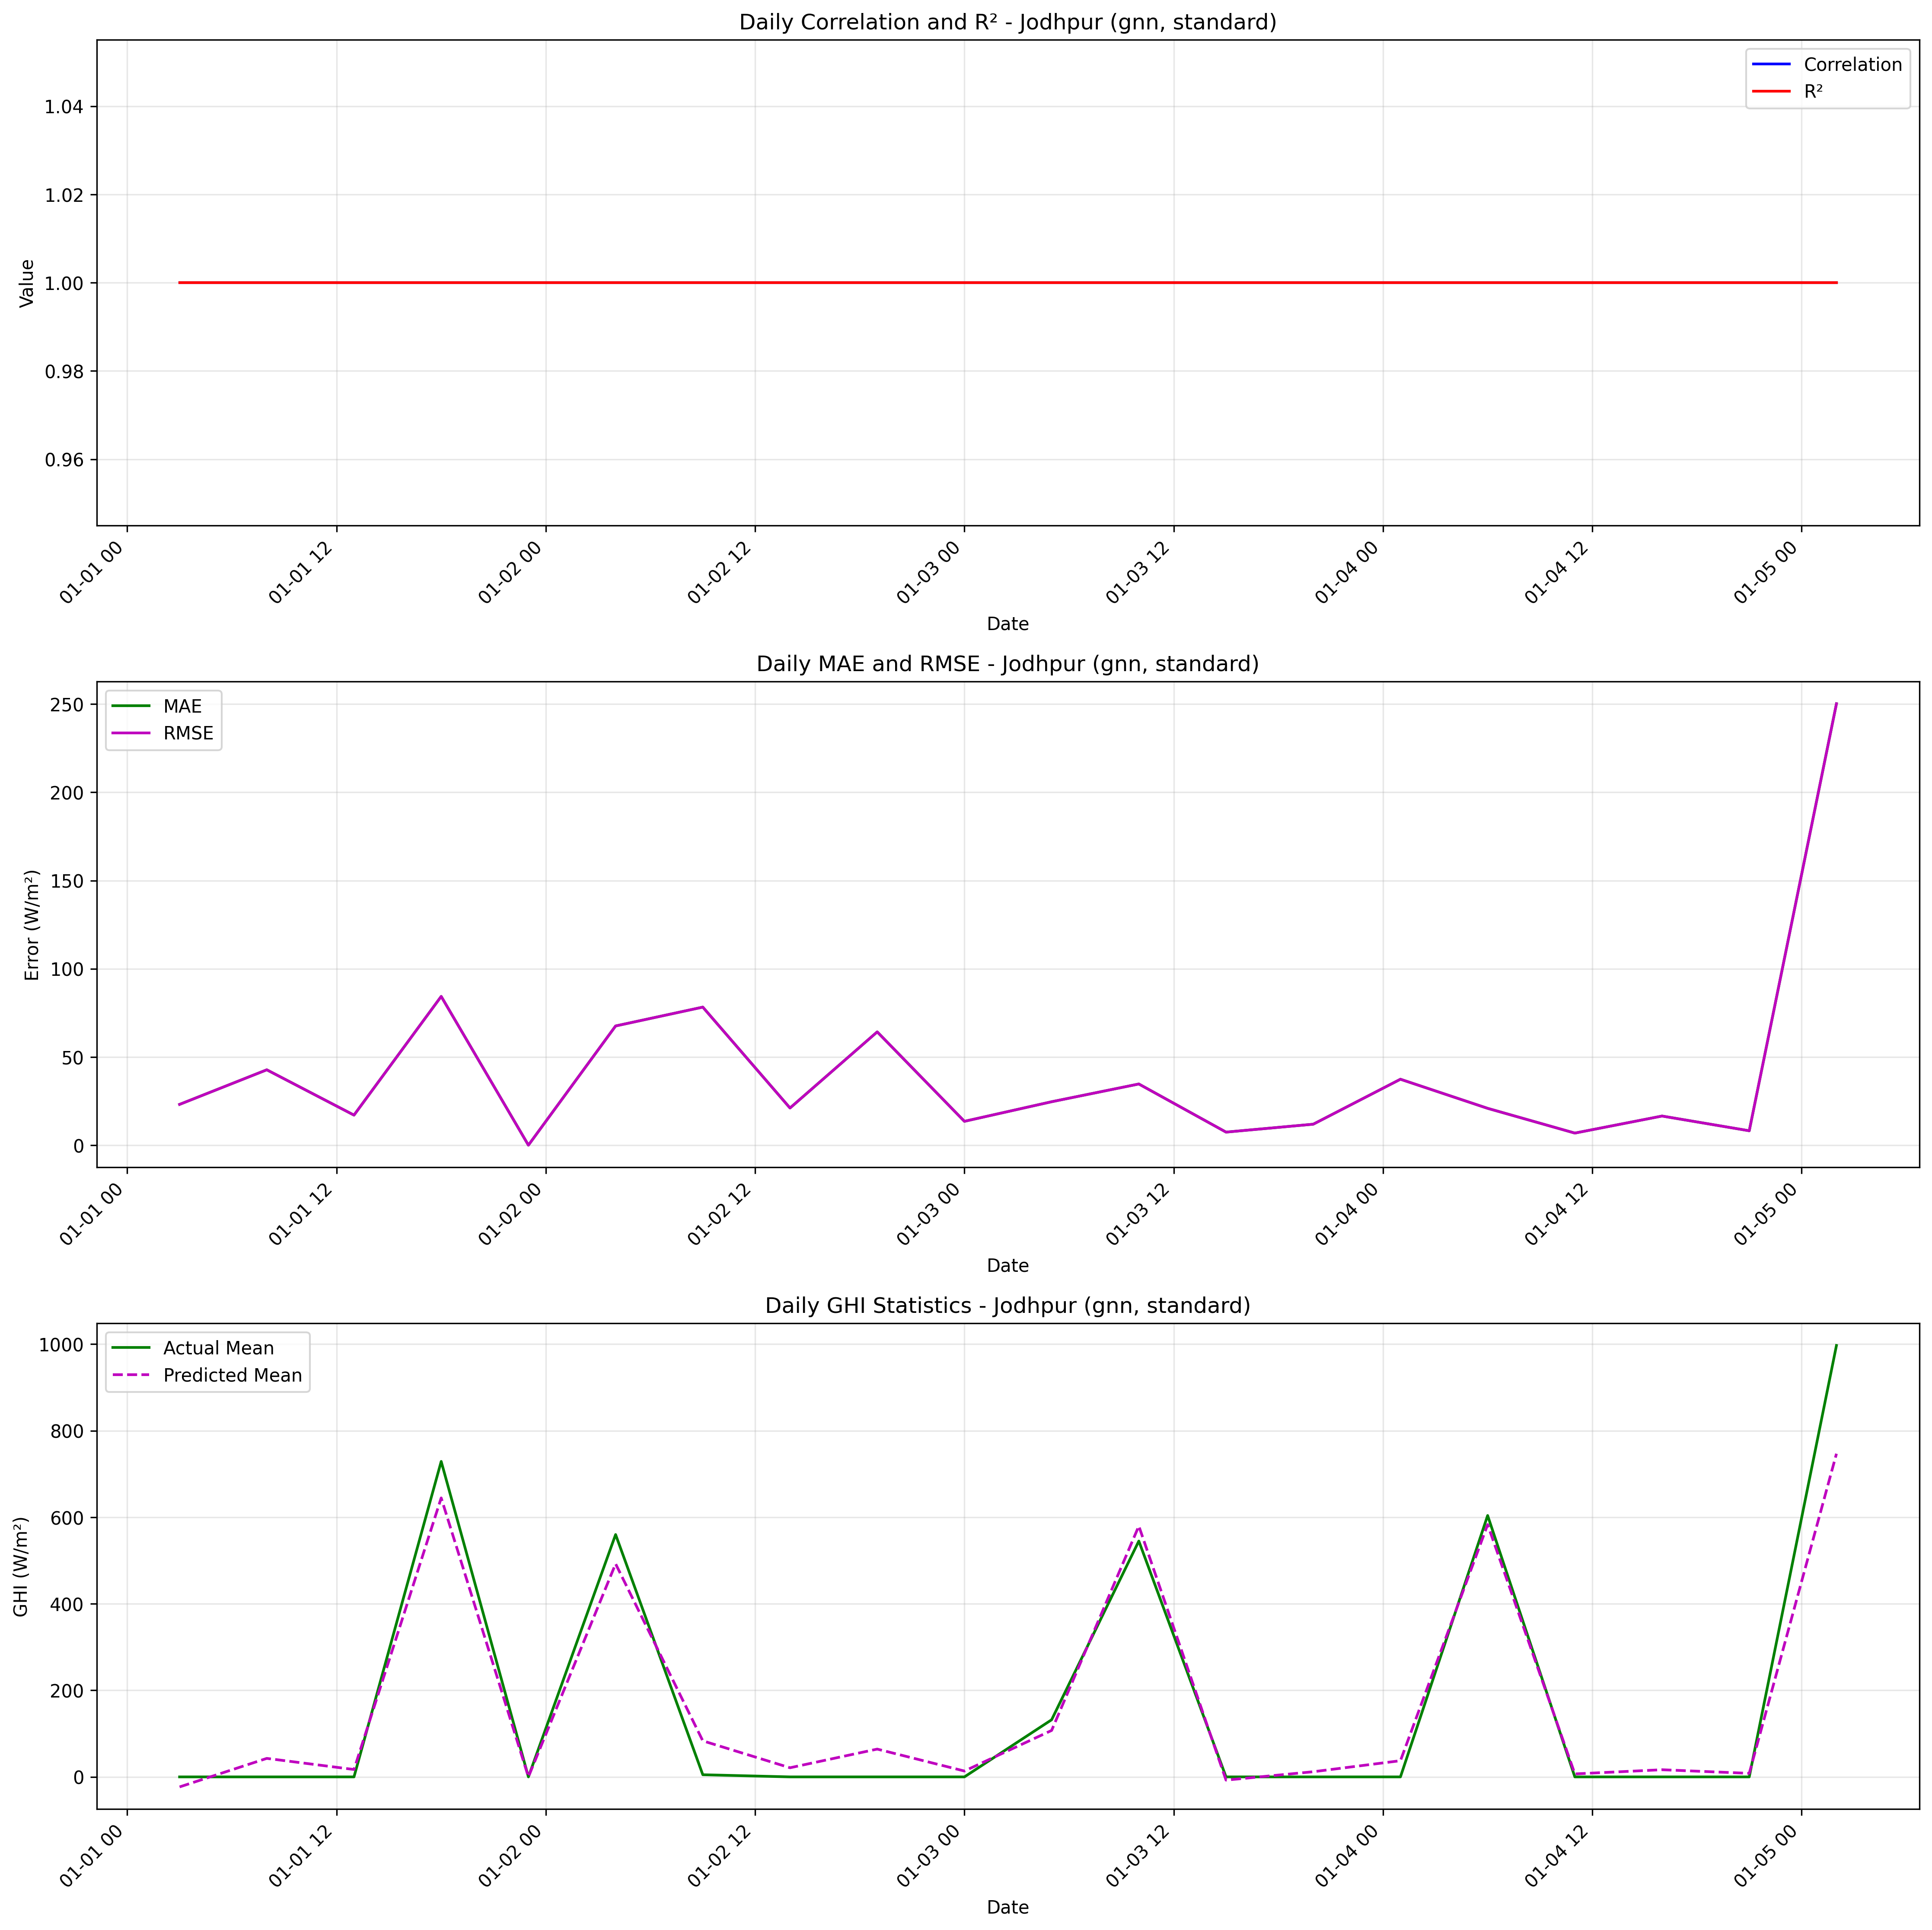 Daily Correlation and R² - Jodhpur (gnn, standard)
Correlation
R²
Value
1.04
1.02
1.00
0.98
0.96
01-01 00
01-01 12
01-02 00
01-02 12
01-03 00
01-03 12
01-04 00
01-04 12
01-05 00
Date
Daily MAE and RMSE - Jodhpur (gnn, standard)
MAE
RMSE
Error (W/m²)
250
200
150
100
50
0
01-01 00
01-01 12
01-02 00
01-02 12
01-03 00
01-03 12
01-04 00
01-04 12
01-05 00
Date
Daily GHI Statistics - Jodhpur (gnn, standard)
Actual Mean
Predicted Mean
GHI (W/m²)
1000
800
600
400
200
0
01-01 00
01-01 12
01-02 00
01-02 12
01-03 00
01-03 12
01-04 00
01-04 12
01-05 00
Date